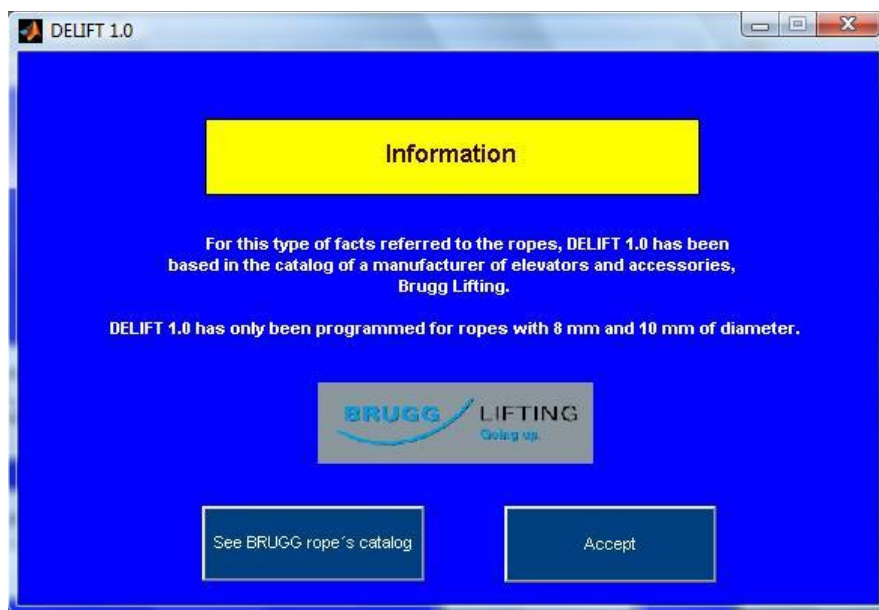 DELIFT 1.0
Information
For this type of facts referred to the ropes, DELIFT 1.0 has been
based in the catalog of a manufacturer of elevators and accessories,
Brugg Lifting.
DELIFT 1.0 has only been programmed for ropes with 8 mm and 10 mm of diameter.
BRUGG LIFTING
Going up.
See BRUGG rope´s catalog
Accept